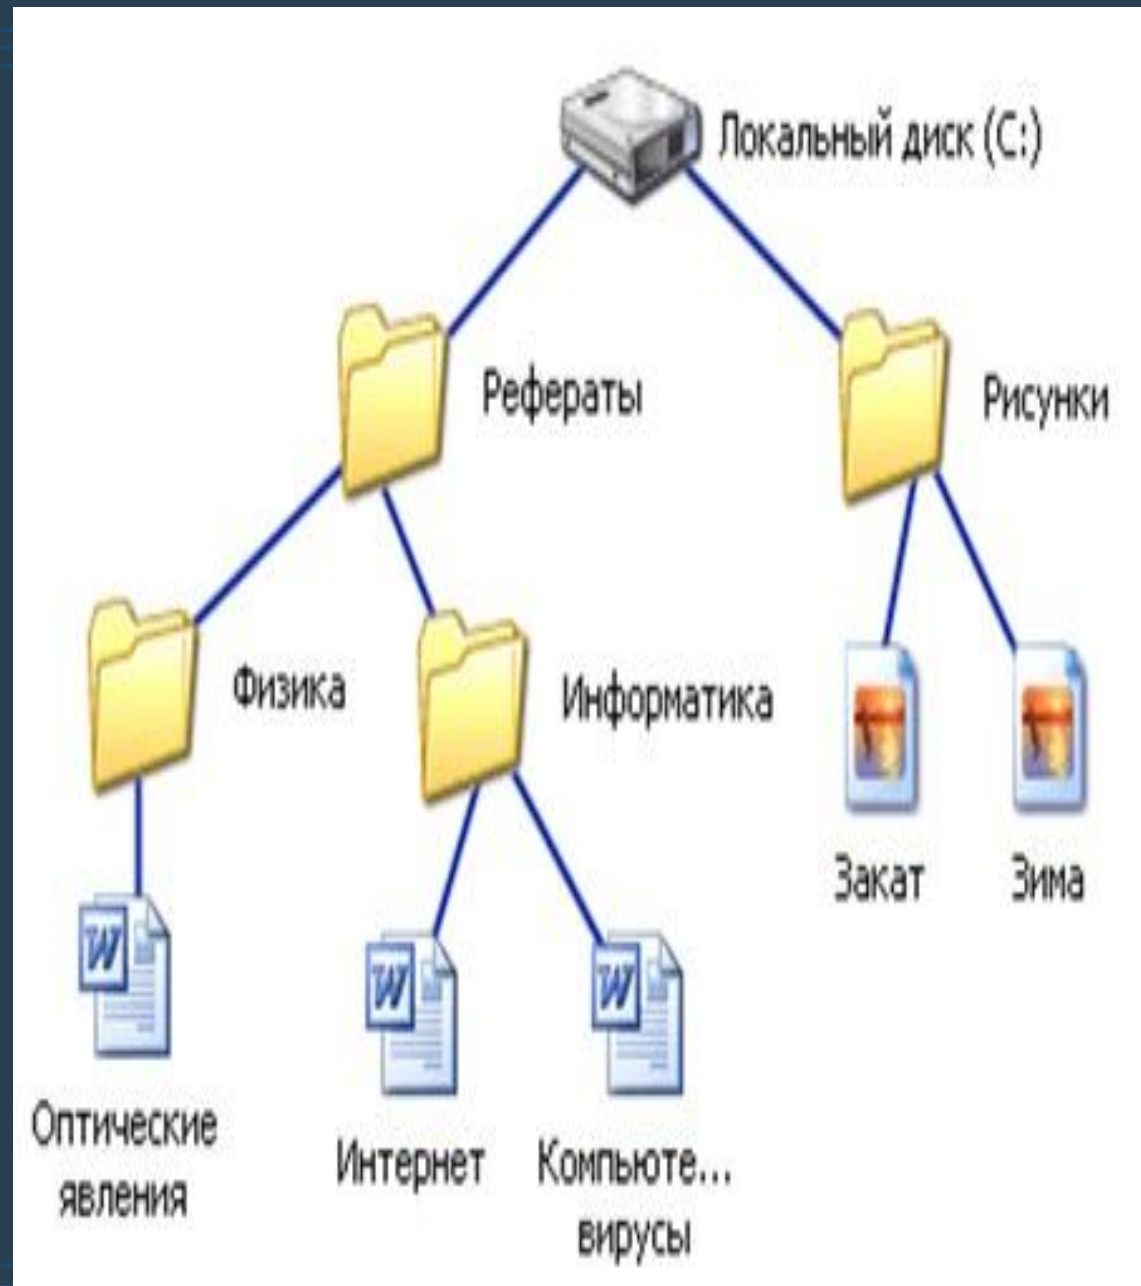 Локальный диск (C:)
Рефераты
Рисунки
Физика
Информатика
Закат
Зима
Оптические
явления
Интернет
Компьюте...
вирусы